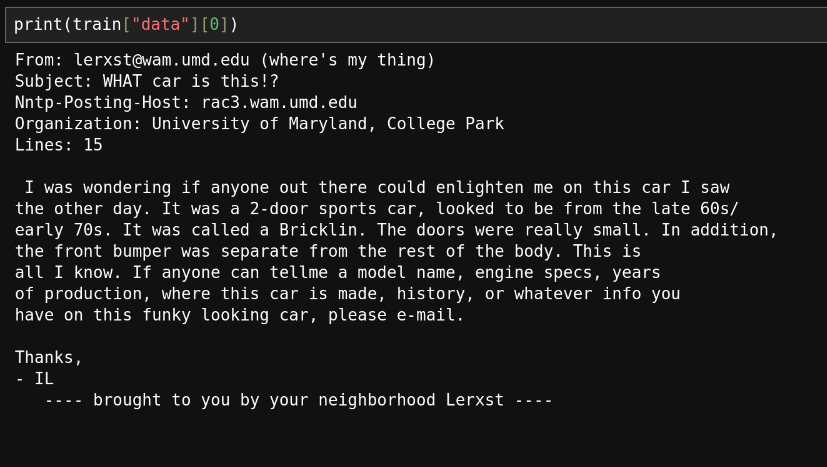 print(train["data"][0])
From: lerxst@wam.umd.edu (where's my thing)
Subject: WHAT car is this!?
Nntp-Posting-Host: rac3.wam.umd.edu
Organization: University of Maryland, College Park
Lines: 15

 I was wondering if anyone out there could enlighten me on this car I saw
the other day. It was a 2-door sports car, looked to be from the late 60s/
early 70s. It was called a Bricklin. The doors were really small. In addition,
the front bumper was separate from the rest of the body. This is
all I know. If anyone can tellme a model name, engine specs, years
of production, where this car is made, history, or whatever info you
have on this funky looking car, please e-mail.

Thanks,
- IL
   ---- brought to you by your neighborhood Lerxst ----